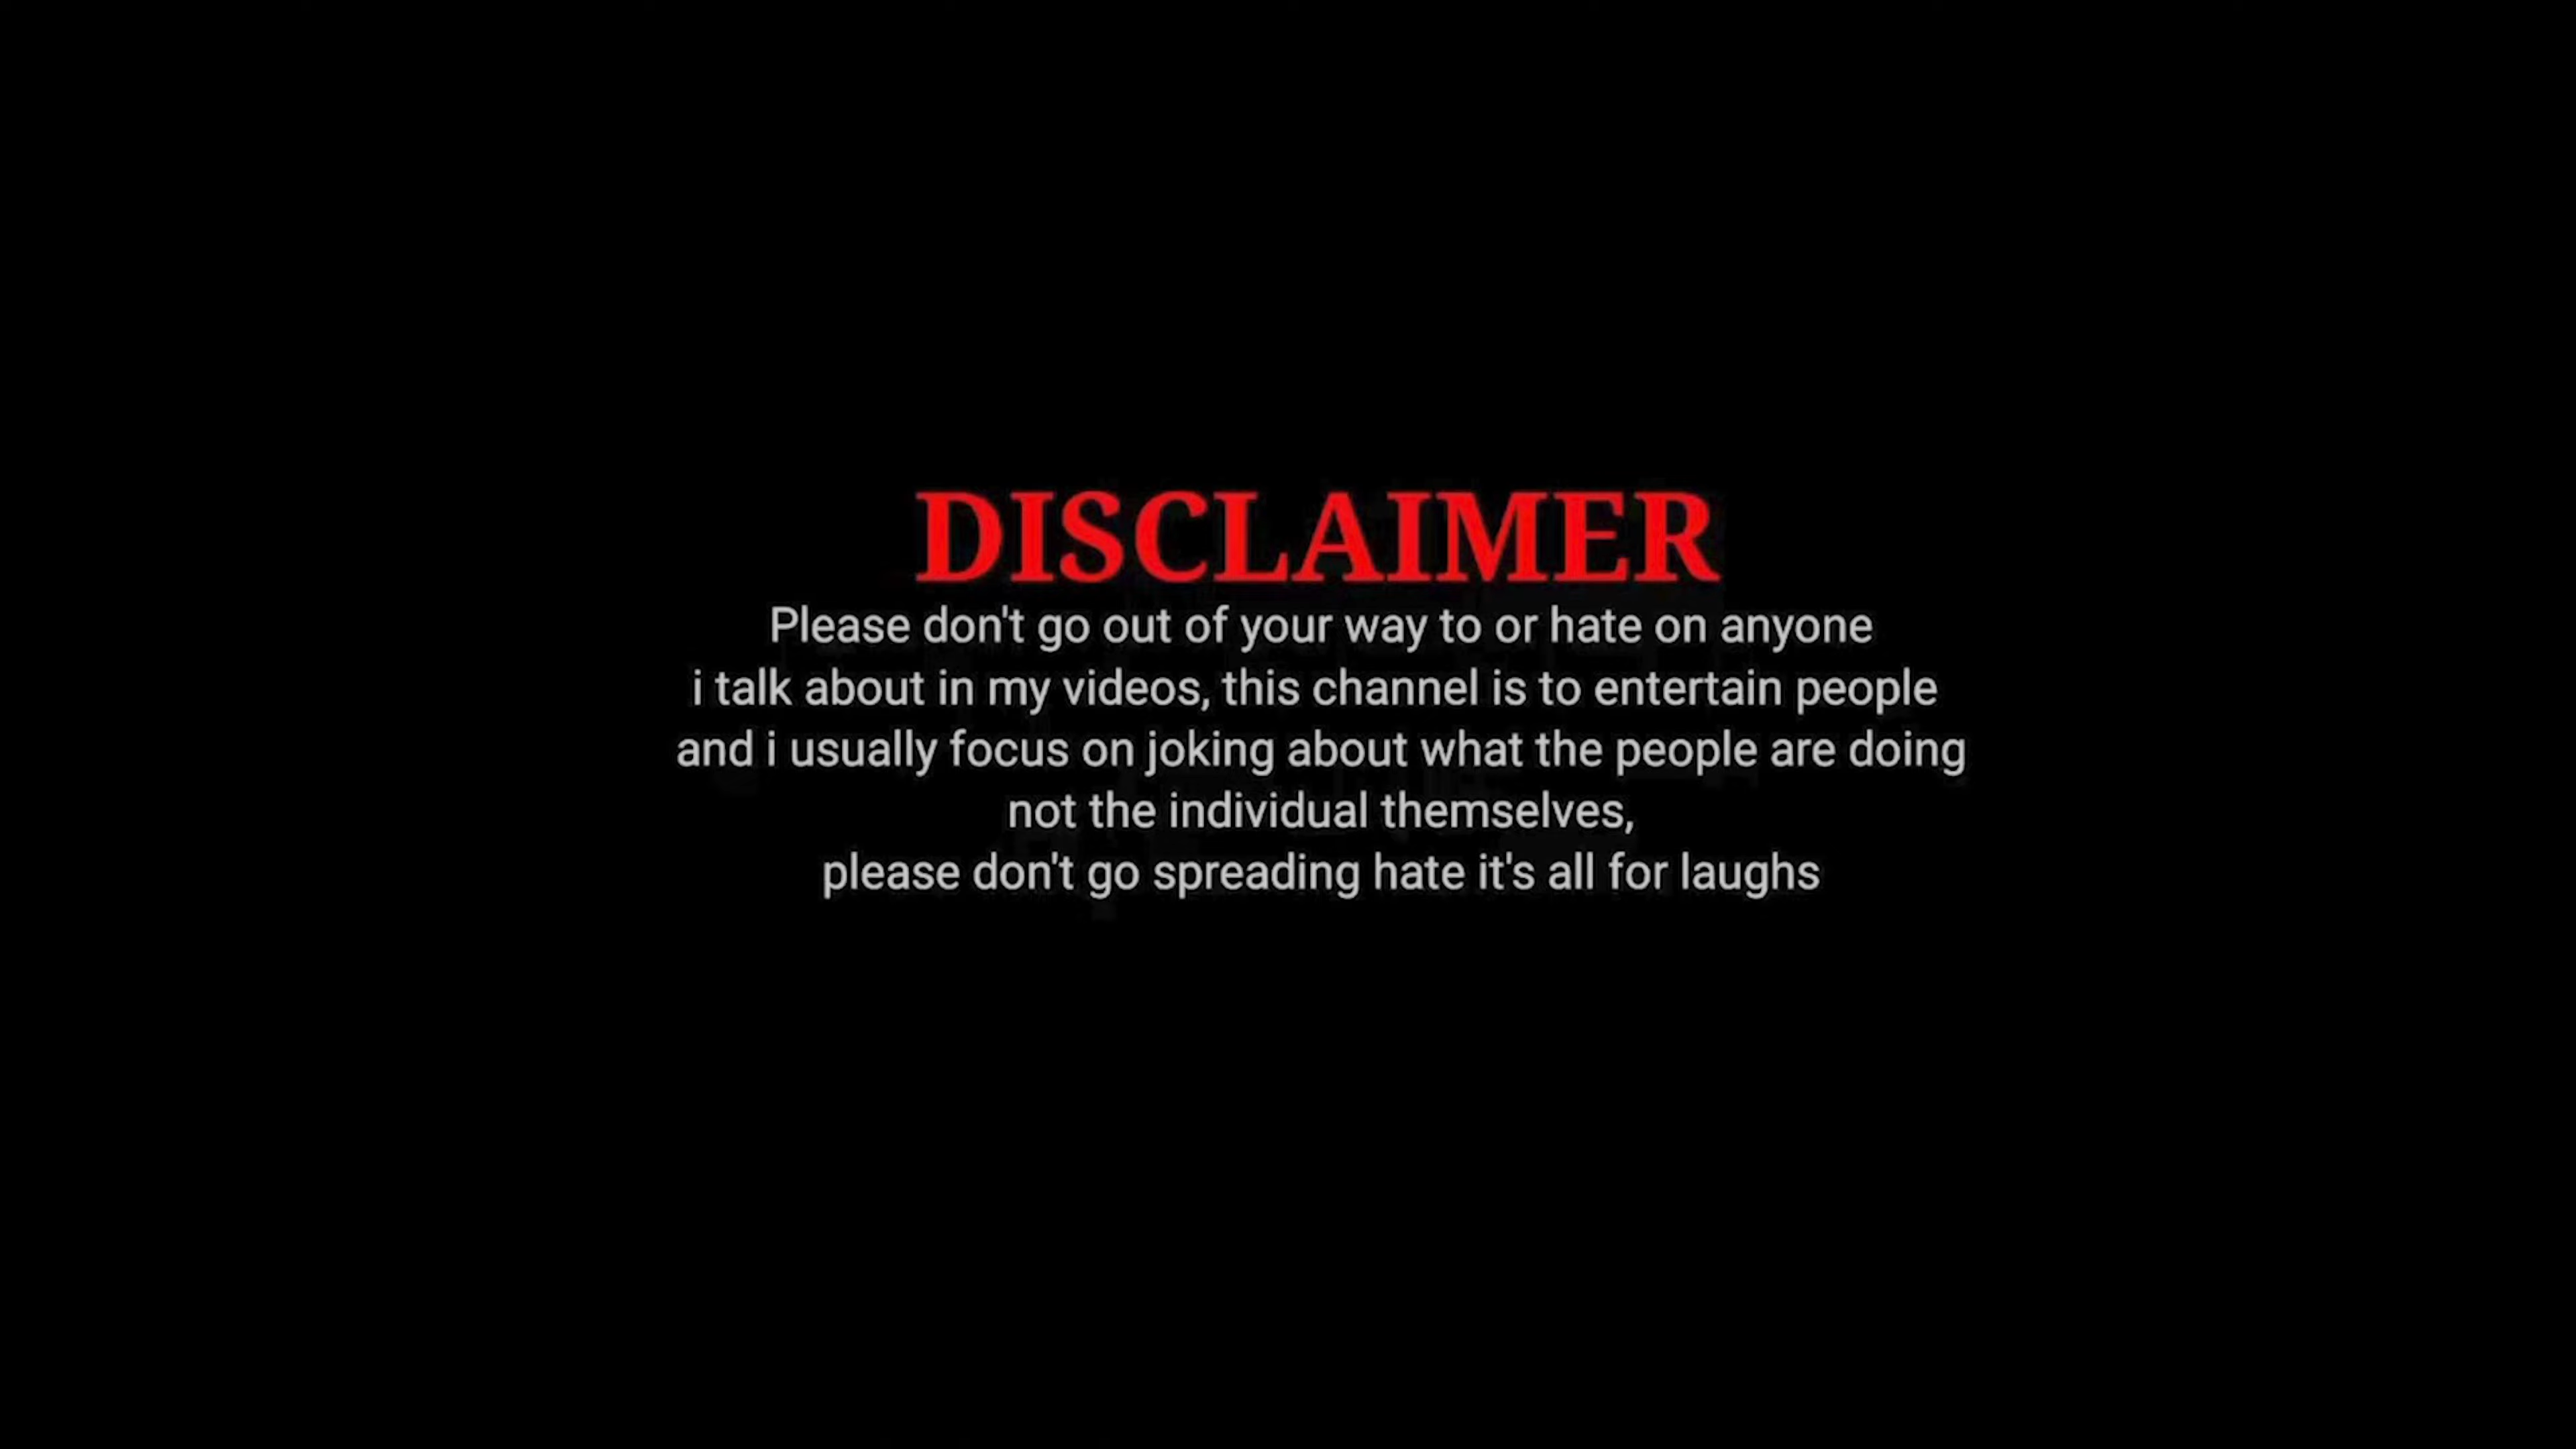 DISCLAIMER
Please don't go out of your way to or hate on anyone
i talk about in my videos, this channel is to entertain people
and i usually focus on joking about what the people are doing
not the individual themselves,
please don't go spreading hate it's all for laughs